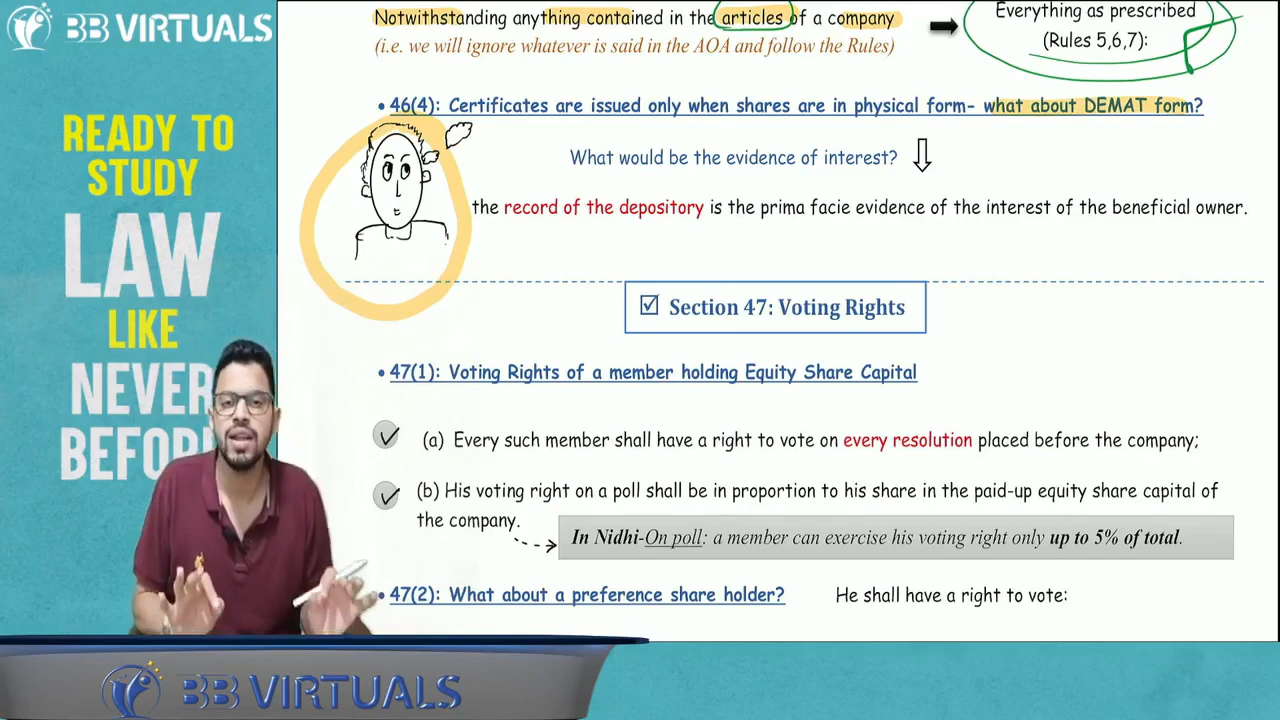 BB VIRTUALS
READY TO
STUDY
LAW
LIKE
NEVER
BEFOR
Notwithstanding anything contained in the articles of a company
(i.e. we will ignore whatever is said in the AOA and follow the Rules)
Everything as prescribed
(Rules 5,6,7):
• 46(4): Certificates are issued only when shares are in physical form- what about DEMAT form?
What would be the evidence of interest?
the record of the depository is the prima facie evidence of the interest of the beneficial owner.
Section 47: Voting Rights
• 47(1): Voting Rights of a member holding Equity Share Capital
(a) Every such member shall have a right to vote on every resolution placed before the company;
(b) His voting right on a poll shall be in proportion to his share in the paid-up equity share capital of
the company.
In Nidhi-On poll: a member can exercise his voting right only up to 5% of total.
• 47(2): What about a preference share holder? He shall have a right to vote:
BB VIRTUALS